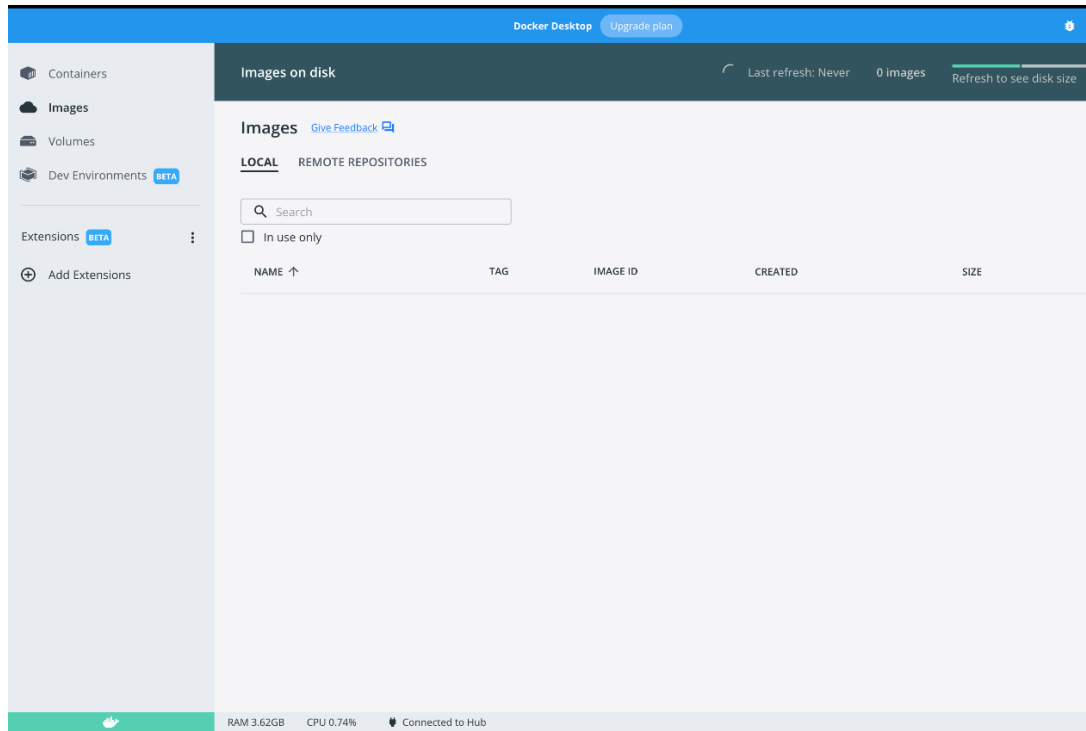 Docker Desktop Upgrade plan
Containers
Images
Volumes
Dev Environments BETA
Extensions BETA
Add Extensions
Images on disk
Last refresh: Never
0 images
Refresh to see disk size
Images Give Feedback
LOCAL REMOTE REPOSITORIES
Search
In use only
NAME TAG IMAGE ID CREATED SIZE
RAM 3.62GB CPU 0.74% Connected to Hub